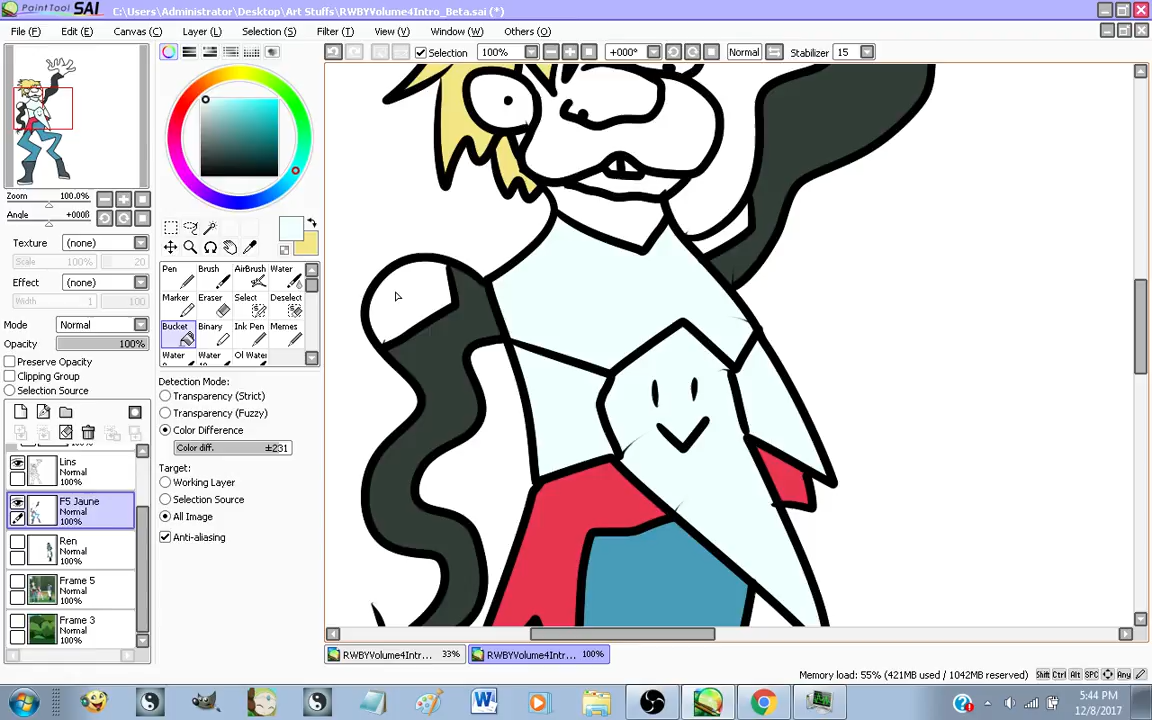 PaintTool SAI C:\Users\Administrator\Desktop\Art Stuffs\RWBYVolume4Intro_Beta.sai (*)
File (F) Edit (E) Canvas (C) Layer (L) Selection (S) Filter (T) View (V) Window (W) Others (O)
Selection 100% +000° Normal Stabilizer 15
Zoom 100.0%
Angle +000ß
Texture (none)
Scale 100% 20
Effect (none)
Width 1 100
Mode Normal
Opacity 100%
Preserve Opacity
Clipping Group
Selection Source
Lins
Normal
100%
F5 Jaune
Normal
100%
Ren
Normal
100%
Frame 5
Normal
100%
Frame 3
Normal
100%
Pen Brush AirBrush Water
Marker Eraser Select Deselect
Bucket Binary Ink Pen Memes
Water Water Ol Water
Detection Mode:
Transparency (Strict)
Transparency (Fuzzy)
Color Difference
Color diff. ±231
Target:
Working Layer
Selection Source
All Image
Anti-aliasing
RWBYVolume4Intro... 33% RWBYVolume4Intro... 100%
Memory load: 55% (421MB used / 1042MB reserved) Shift Ctrl Alt SPC Any
5:44 PM
12/8/2017